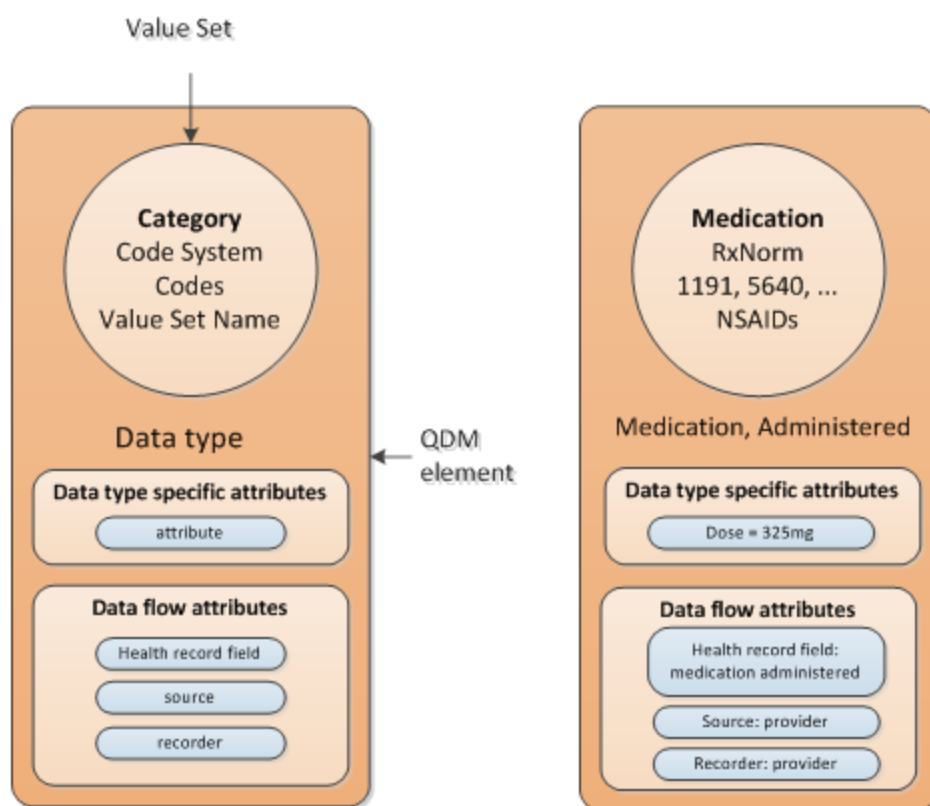 Value Set
Category
Code System
Codes
Value Set Name
Data type
Data type specific attributes
attribute
Data flow attributes
Health record field
source
recorder
QDM
element
Medication
RxNorm
1191, 5640, ...
NSAIDs
Medication, Administered
Data type specific attributes
Dose = 325mg
Data flow attributes
Health record field:
medication administered
Source: provider
Recorder: provider